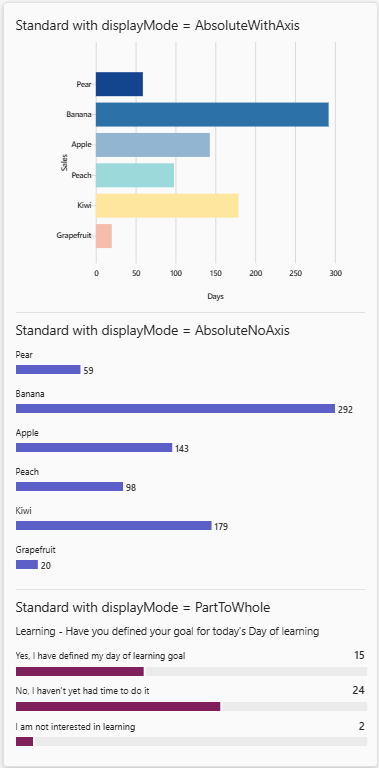 Standard with displayMode = AbsoluteWithAxis
Pear
Banana
Apple
Sales
Peach
Kiwi
Grapefruit
0 50 100 150 200 250 300
Days
Standard with displayMode = AbsoluteNoAxis
Pear
59
Banana
292
Apple
143
Peach
98
Kiwi
179
Grapefruit
20
Standard with displayMode = PartToWhole
Learning - Have you defined your goal for today's Day of learning
Yes, I have defined my day of learning goal 15
No, I haven't yet had time to do it 24
I am not interested in learning 2